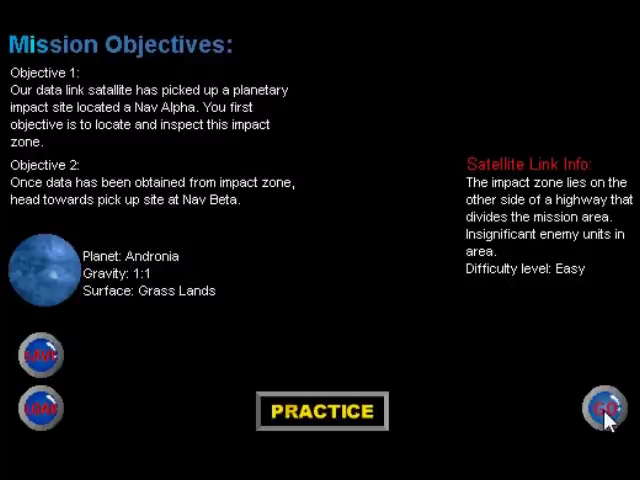 Mission Objectives:
Objective 1:
Our data link satallite has picked up a planetary
impact site located a Nav Alpha. You first
objective is to locate and inspect this impact
zone.
Objective 2:
Once data has been obtained from impact zone,
head towards pick up site at Nav Beta.
Satellite Link Info:
The impact zone lies on the
other side of a highway that
divides the mission area.
Insignificant enemy units in
area.
Difficulty level: Easy
Planet: Andronia
Gravity: 1:1
Surface: Grass Lands
SAVE
LOAD
PRACTICE
GO